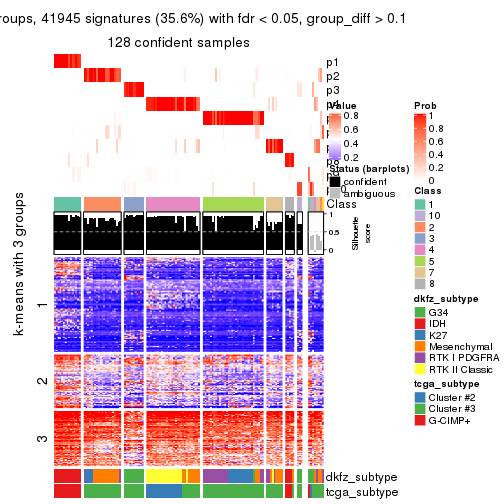 roups, 41945 signatures (35.6%) with fdr < 0.05, group_diff > 0.1
128 confident samples
p1
p2
p3
Value
0.8
0.6
0.4
0.2
Status (barplots)
confident
ambiguous
Class
1
0.5
0
Silhouette
score
k-means with 3 groups
1
2
3
dkfz_subtype
tcga_subtype
Prob
1
0.8
0.6
0.4
0.2
0
Class
1
10
2
3
4
5
7
8
dkfz_subtype
G34
IDH
K27
Mesenchymal
RTK I PDGFRA
RTK II Classic
tcga_subtype
Cluster #2
Cluster #3
G-CIMP+